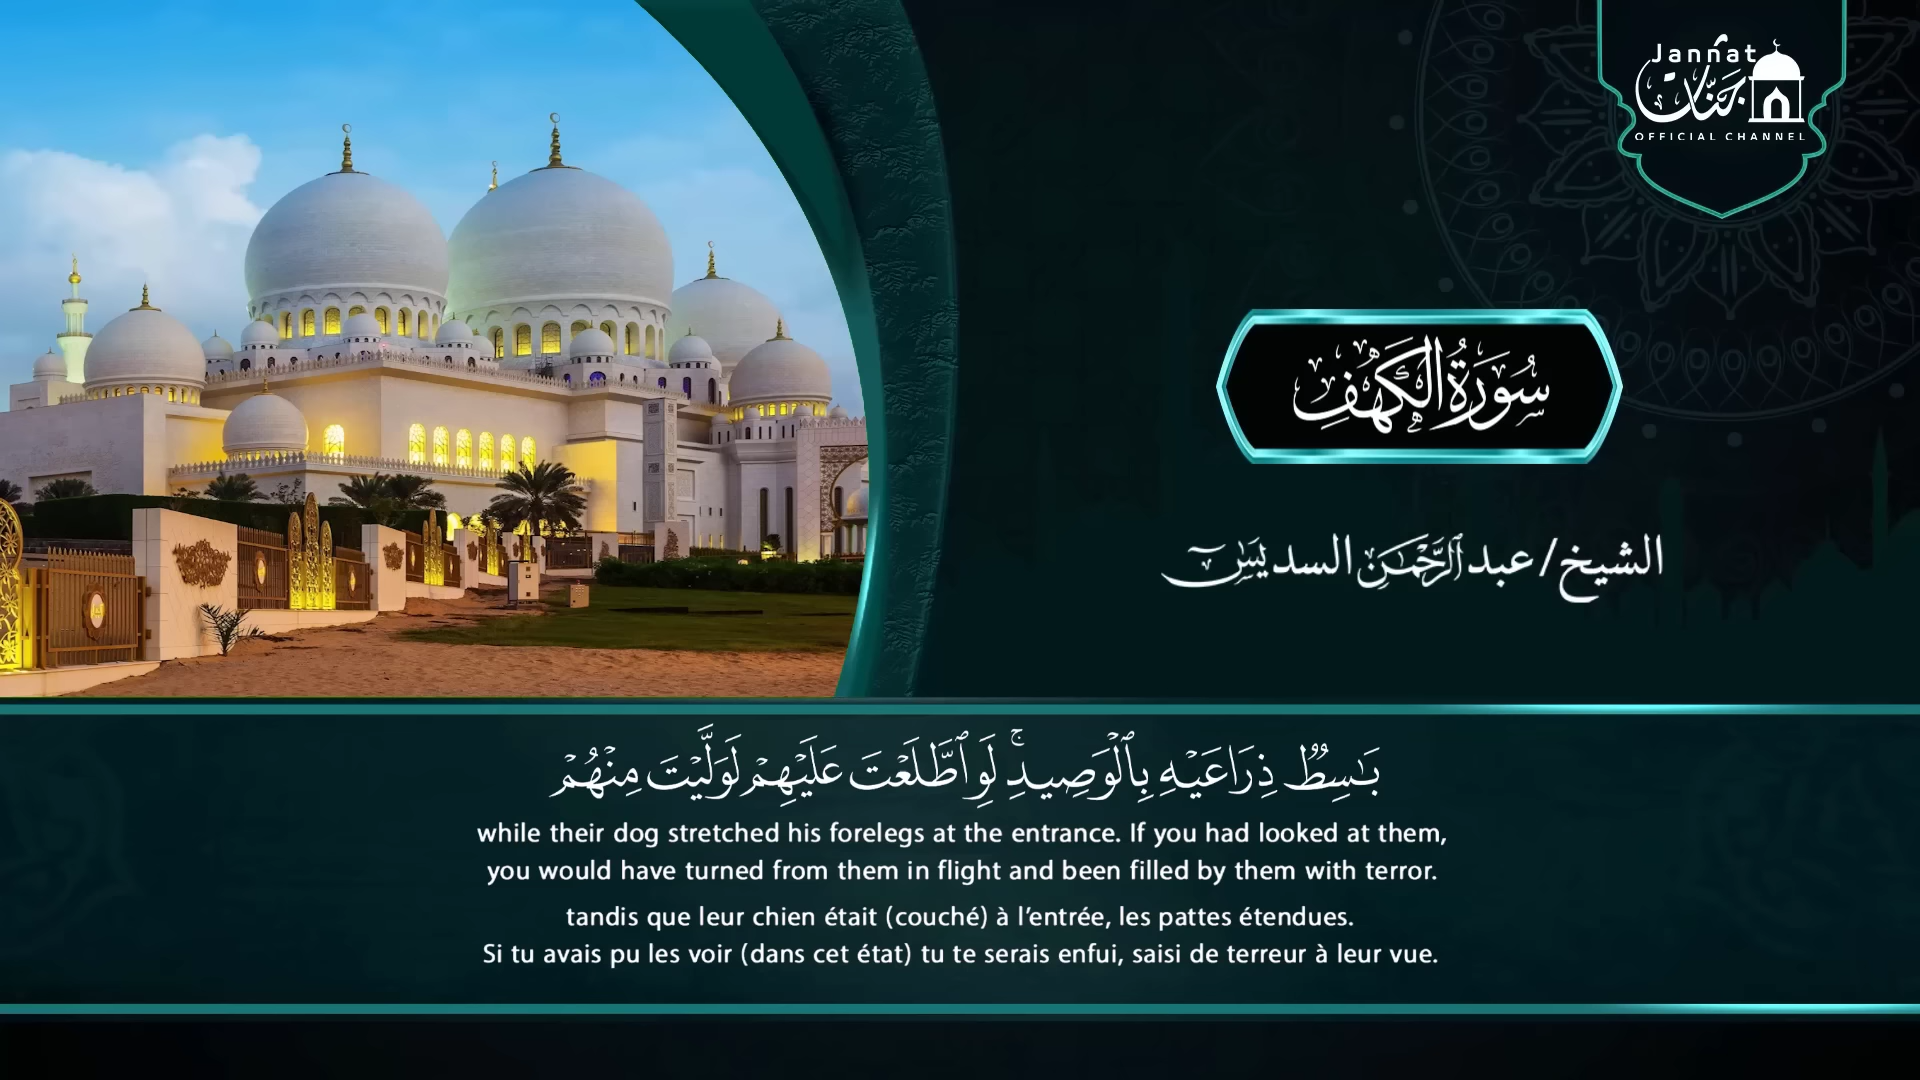 Jannat
جنات
OFFICIAL CHANNEL
سُورَةُ الكَهْفِ
الشيخ/عبد الرَّحْمَٰن السديس
بَٰسِطٌ ذِرَاعَيْهِ بِٱلْوَصِيدِ ۚ لَوِ ٱطَّلَعْتَ عَلَيْهِمْ لَوَلَّيْتَ مِنْهُمْ
while their dog stretched his forelegs at the entrance. If you had looked at them,
you would have turned from them in flight and been filled by them with terror.
tandis que leur chien était (couché) à l’entrée, les pattes étendues.
Si tu avais pu les voir (dans cet état) tu te serais enfui, saisi de terreur à leur vue.